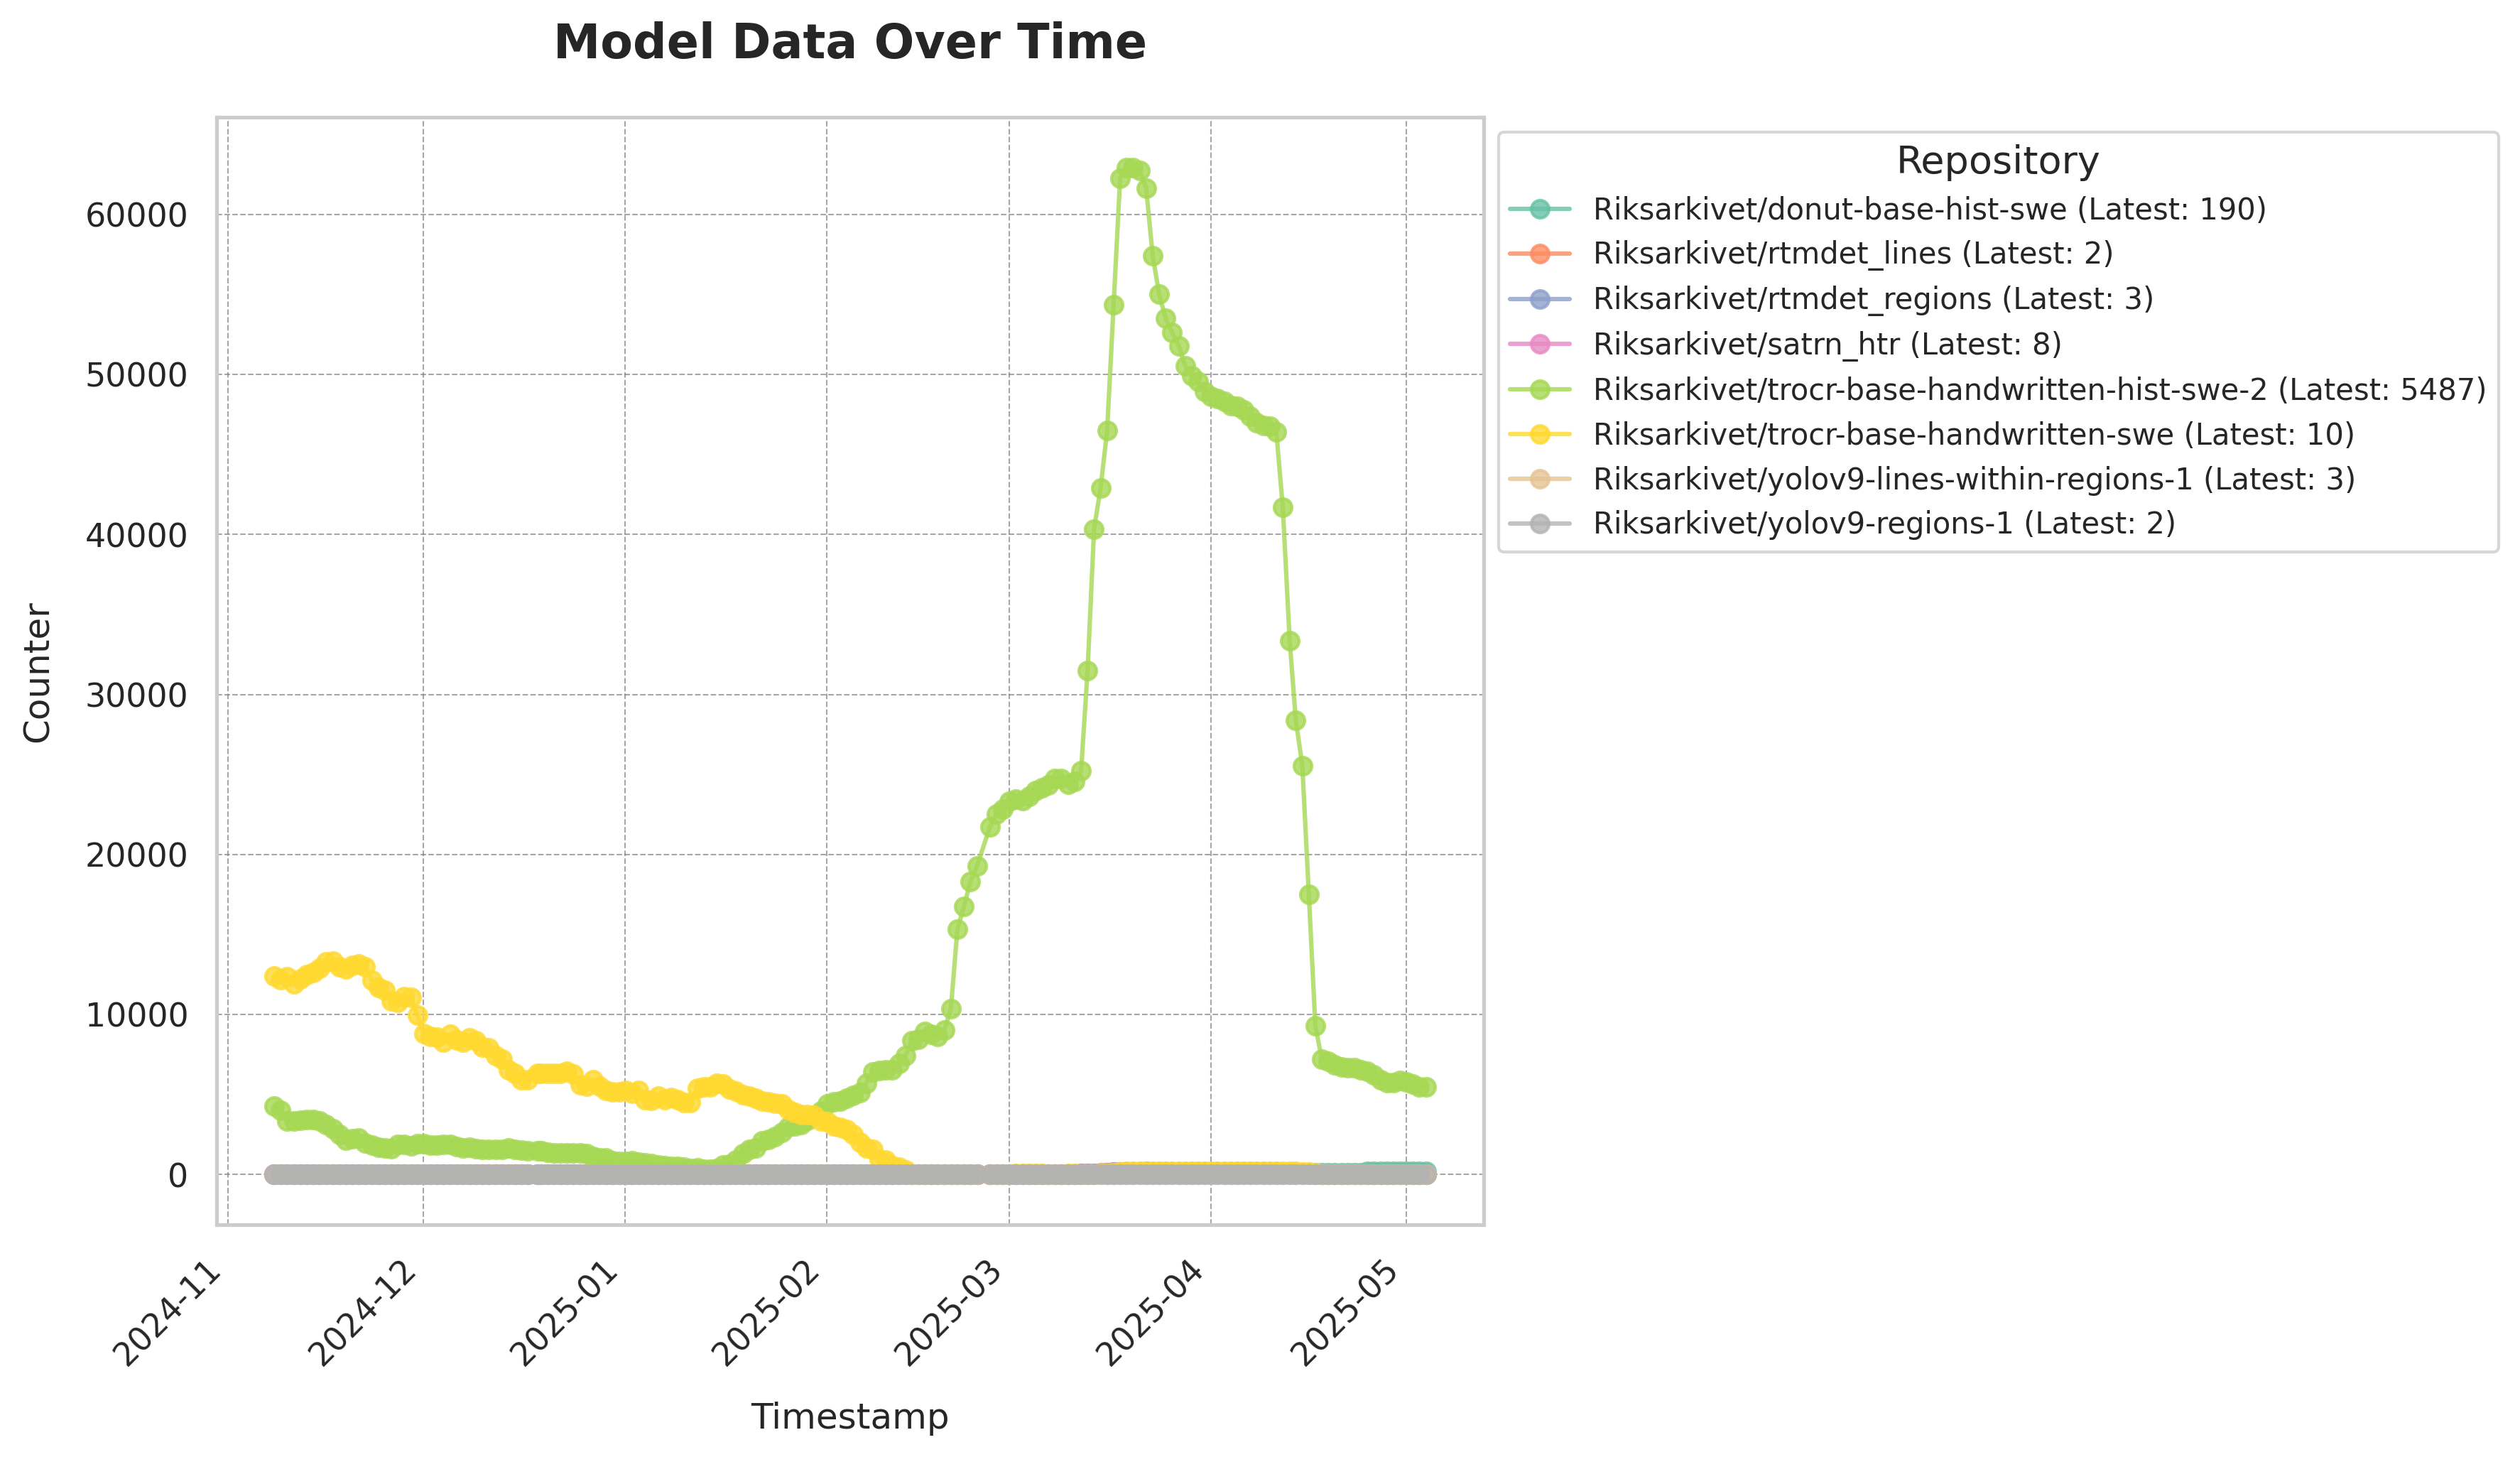 Model Data Over Time
Repository
Riksarkivet/donut-base-hist-swe (Latest: 190)
Riksarkivet/rtmdet_lines (Latest: 2)
Riksarkivet/rtmdet_regions (Latest: 3)
Riksarkivet/satrn_htr (Latest: 8)
Riksarkivet/trocr-base-handwritten-hist-swe-2 (Latest: 5487)
Riksarkivet/trocr-base-handwritten-swe (Latest: 10)
Riksarkivet/yolov9-lines-within-regions-1 (Latest: 3)
Riksarkivet/yolov9-regions-1 (Latest: 2)
Counter
60000
50000
40000
30000
20000
10000
0
2024-11
2024-12
2025-01
2025-02
2025-03
2025-04
2025-05
Timestamp